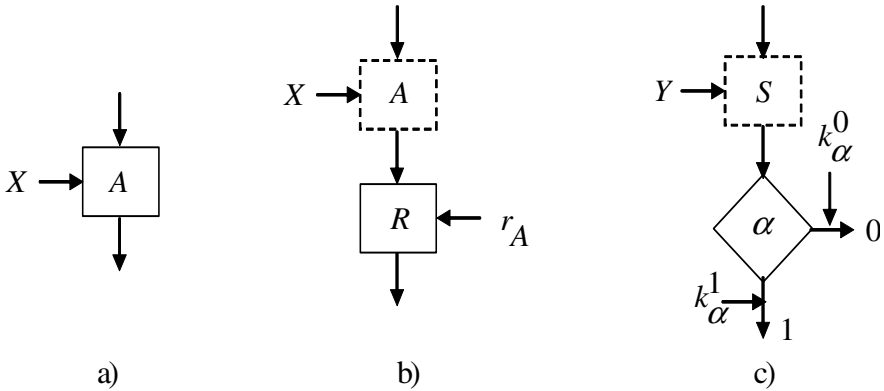 X A
a)
X A
R r_A
b)
Y S
k_α^0
α 0
k_α^1
1
c)